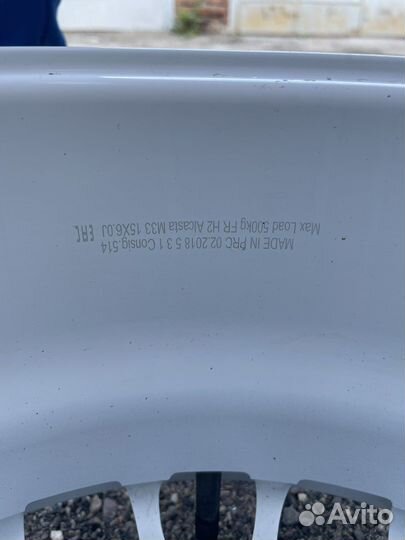 MADE IN PRC 02.2018 5 3 1 Consig.514
Max Load 500kg FR H2 Alcasta M33 15X6.0J EAC
Avito